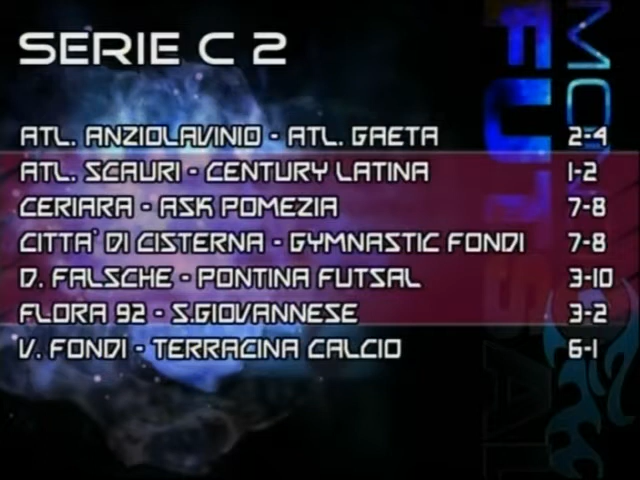 SERIE C 2
ATL. ANZIOLAVINIO - ATL. GAETA 2-4
ATL. SCAURI - CENTURY LATINA 1-2
CERIARA - ASK POMEZIA 7-8
CITTA' DI CISTERNA - GYMNASTIC FONDI 7-8
D. FALSCHE - PONTINA FUTSAL 3-10
FLORA 92 - S.GIOVANNESE 3-2
V. FONDI - TERRACINA CALCIO 6-1
FUTSAL